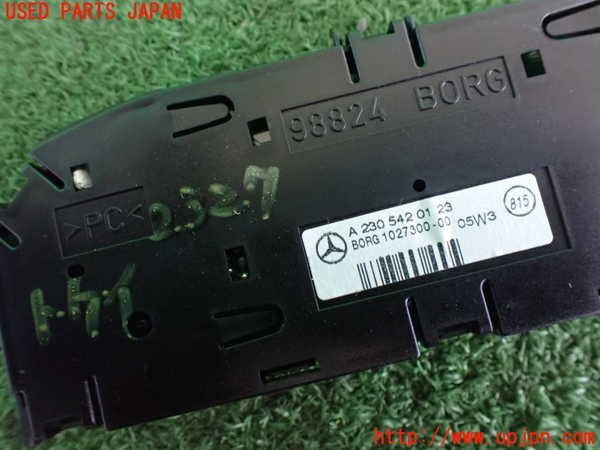 USED PARTS JAPAN
98824 BORG
>PC<
A 230 542 01 23
BORG 1027300-00 05W3
815
http://www.upjpn.com